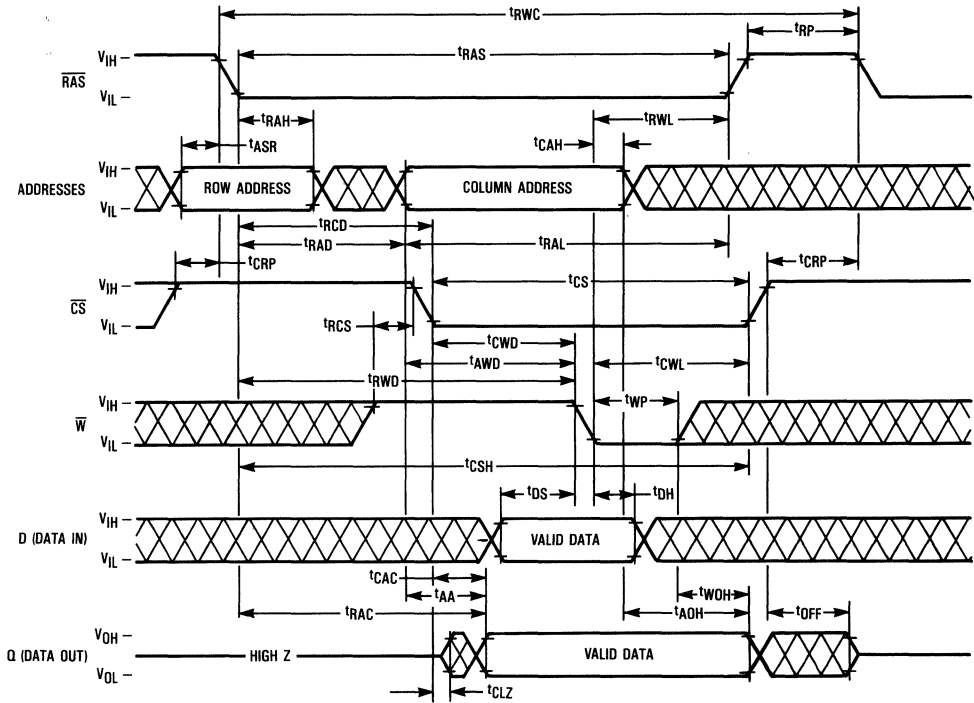 tRWC
tRP
VIH
tRAS
RAS
VIL
tRAH
tRWL
tASR
tCAH
VIH
ADDRESSES
ROW ADDRESS
COLUMN ADDRESS
VIL
tRCD
tRAD
tRAL
tCRP
tCRP
VIH
tCS
CS
tRCS
VIL
tCWD
tCWL
tAWD
tRWD
VIH
tWP
W
VIL
tCSH
tDS
tDH
VIH
D (DATA IN)
VALID DATA
VIL
tCAC
tAA
tWOH
tRAC
tAOH
tOFF
VOH
Q (DATA OUT)
HIGH Z
VALID DATA
VOL
tCLZ